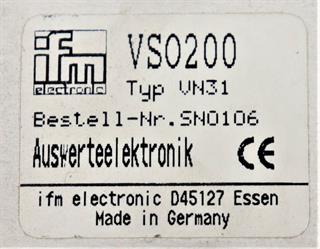 ifm
electronic
VS0200
Typ VN31
Bestell-Nr.SN0106
Auswerteelektronik CE
ifm electronic D45127 Essen
Made in Germany